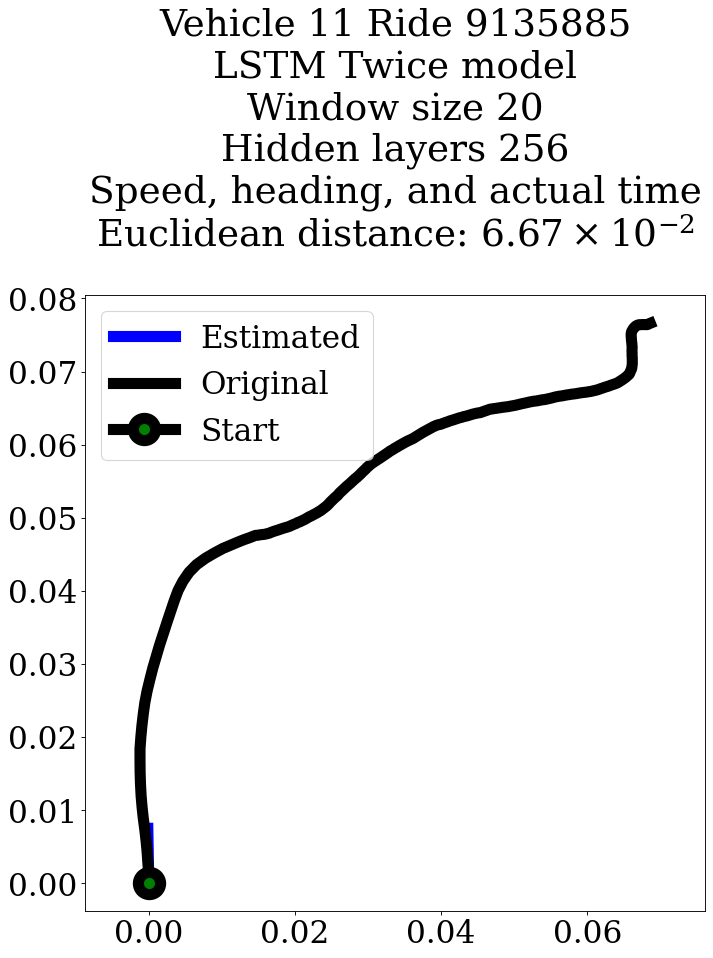 Vehicle 11 Ride 9135885
LSTM Twice model
Window size 20
Hidden layers 256
Speed, heading, and actual time
Euclidean distance: 6.67 × 10⁻²
Estimated
Original
Start
0.08
0.07
0.06
0.05
0.04
0.03
0.02
0.01
0.00
0.00 0.02 0.04 0.06